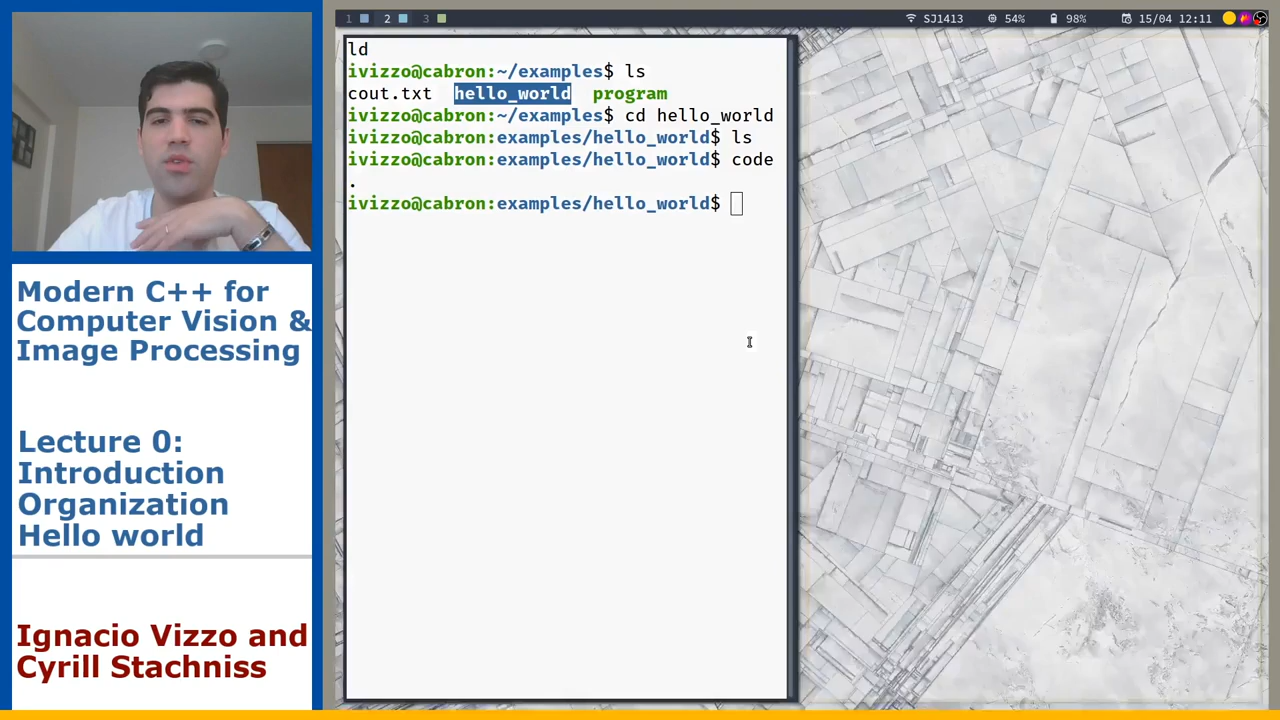 1 2 3 SJ1413 54% 98% 15/04 12:11
ld
ivizzo@cabron:~/examples$ ls
cout.txt hello_world program
ivizzo@cabron:~/examples$ cd hello_world
ivizzo@cabron:examples/hello_world$ ls
ivizzo@cabron:examples/hello_world$ code
.
ivizzo@cabron:examples/hello_world$
Modern C++ for
Computer Vision &
Image Processing
Lecture 0:
Introduction
Organization
Hello world
Ignacio Vizzo and
Cyrill Stachniss